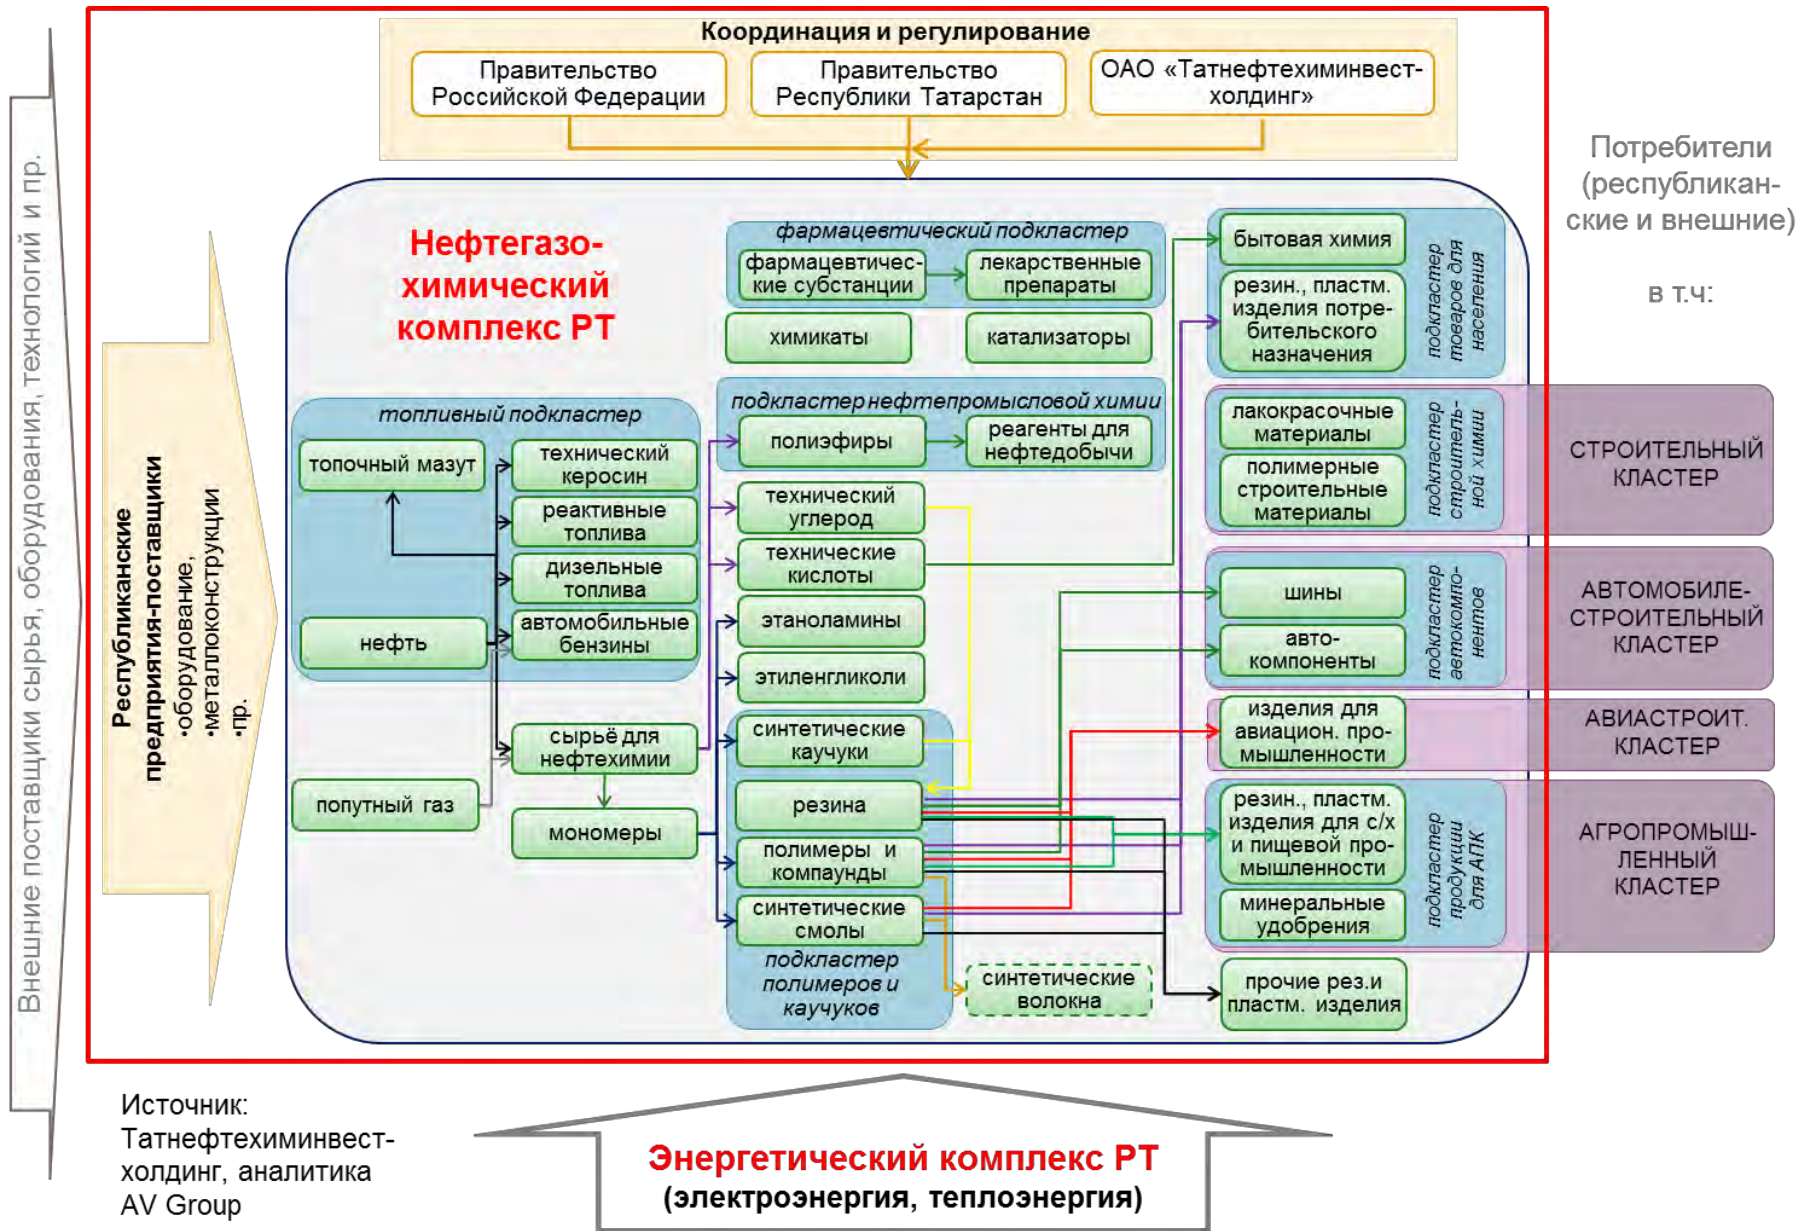 Координация и регулирование
Правительство
Российской Федерации
Правительство
Республики Татарстан
ОАО «Татнефтехиминвест-
холдинг»
Внешние поставщики сырья, оборудования, технологий и пр.
Республиканские
предприятия-поставщики
•оборудование,
•металлоконструкции
•пр.
Нефтегазо-
химический
комплекс РТ
фармацевтический подкластер
фармацевтичес-
кие субстанции
лекарственные
препараты
химикаты
катализаторы
топливный подкластер
топочный мазут
технический
керосин
реактивные
топлива
дизельные
топлива
нефть
автомобильные
бензины
сырьё для
нефтехимии
попутный газ
мономеры
подкластер нефтепромысловой химии
полиэфиры
реагенты для
нефтедобычи
технический
углерод
технические
кислоты
этаноламины
этиленгликоли
синтетические
каучуки
резина
полимеры и
компаунды
синтетические
смолы
подкластер
полимеров и
каучуков
синтетические
волокна
бытовая химия
резин., пластм.
изделия потре-
бительского
назначения
подкластер
товаров для
населения
лакокрасочные
материалы
полимерные
строительные
материалы
подкластер
строитель-
ной химии
шины
авто-
компоненты
подкластер
автокомпо-
нентов
изделия для
авиацион. про-
мышленности
резин., пластм.
изделия для с/х
и пищевой про-
мышленности
минеральные
удобрения
подкластер
продукции
для АПК
прочие рез.и
пластм. изделия
Потребители
(республикан-
ские и внешние)
в т.ч:
СТРОИТЕЛЬНЫЙ
КЛАСТЕР
АВТОМОБИЛЕ-
СТРОИТЕЛЬНЫЙ
КЛАСТЕР
АВИАСТРОИТ.
КЛАСТЕР
АГРОПРОМЫШ-
ЛЕННЫЙ
КЛАСТЕР
Источник:
Татнефтехиминвест-
холдинг, аналитика
AV Group
Энергетический комплекс РТ
(электроэнергия, теплоэнергия)